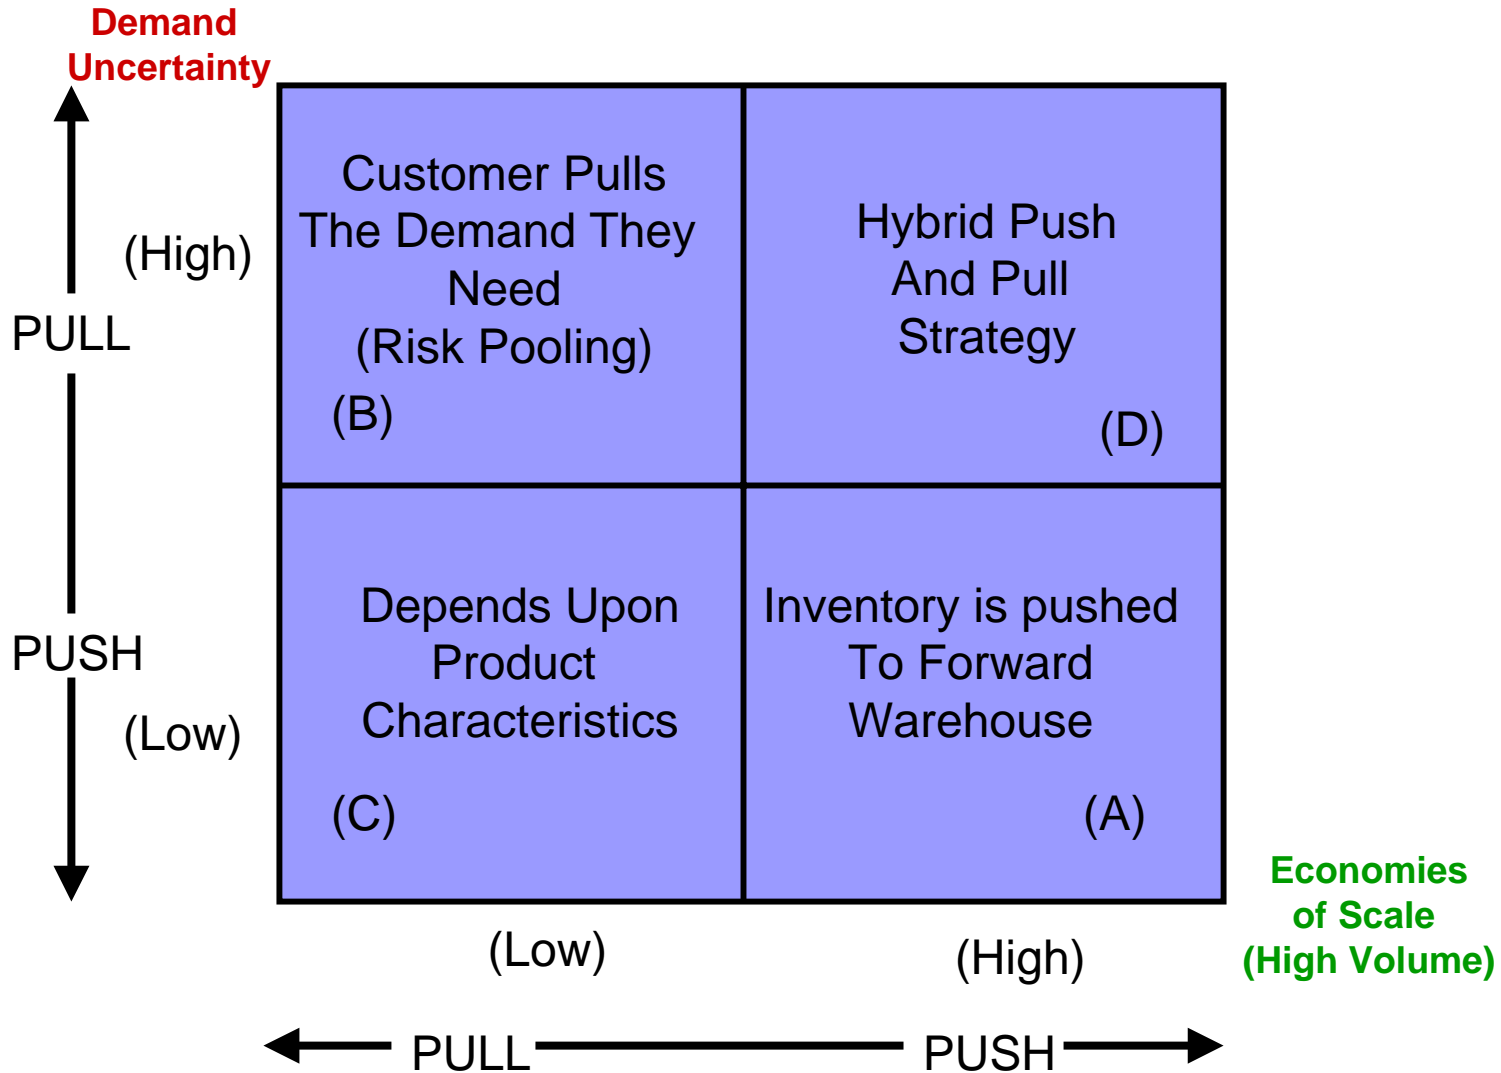 Demand
Uncertainty
Customer Pulls
The Demand They
Need
(Risk Pooling)
(B)
Hybrid Push
And Pull
Strategy
(D)
(High)
PULL
Depends Upon
Product
Characteristics
(C)
Inventory is pushed
To Forward
Warehouse
(A)
PUSH
(Low)
Economies
of Scale
(High Volume)
(Low)
(High)
PULL
PUSH